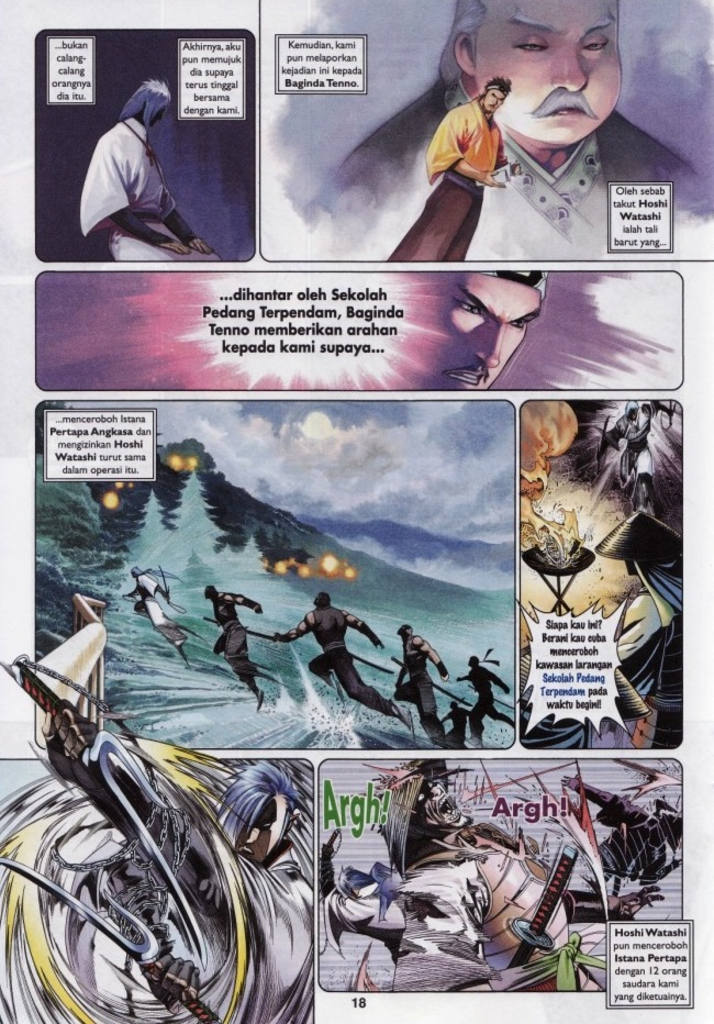 ...bukan
calang-
calang
orangnya
dia itu.
Akhirnya, aku
pun memujuk
dia supaya
terus tinggal
bersama
dengan kami.
Kemudian, kami
pun melaporkan
kejadian ini kepada
Baginda Tenno.
Oleh sebab
takut Hoshi
Watashi
ialah tali
barut yang...
...dihantar oleh Sekolah
Pedang Terpendam, Baginda
Tenno memberikan arahan
kepada kami supaya...
...menceroboh Istana
Pertapa Angkasa dan
mengizinkan Hoshi
Watashi turut sama
dalam operasi itu.
Siapa kau ini?
Berani kau cuba
menceroboh
kawasan larangan
Sekolah Pedang
Terpendam pada
waktu begini!
Argh!
Argh!
Hoshi Watashi
pun menceroboh
Istana Pertapa
dengan 12 orang
saudara kami
yang diketuainya.
18